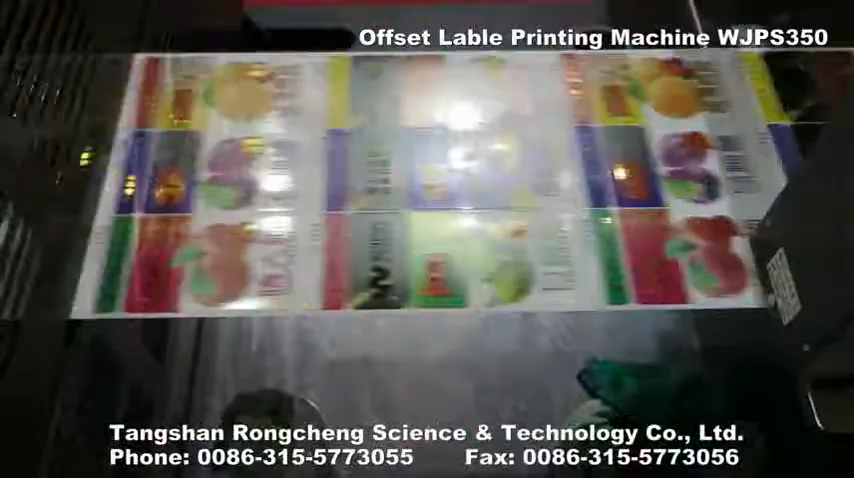 Offset Lable Printing Machine WJPS350
Tangshan Rongcheng Science & Technology Co., Ltd.
Phone: 0086-315-5773055 Fax: 0086-315-5773056